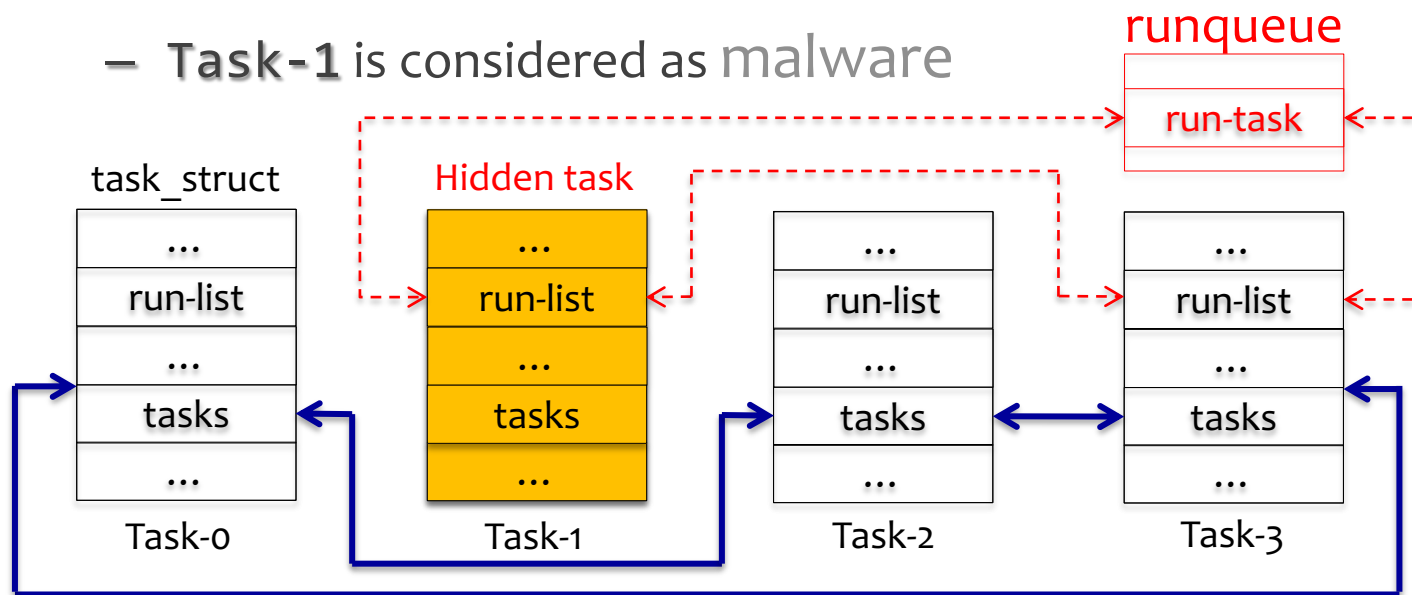 runqueue
– Task-1 is considered as malware
run-task
task_struct
Hidden task
...
...
...
...
run-list
run-list
run-list
run-list
...
...
...
...
tasks
tasks
tasks
tasks
...
...
...
...
Task-0
Task-1
Task-2
Task-3